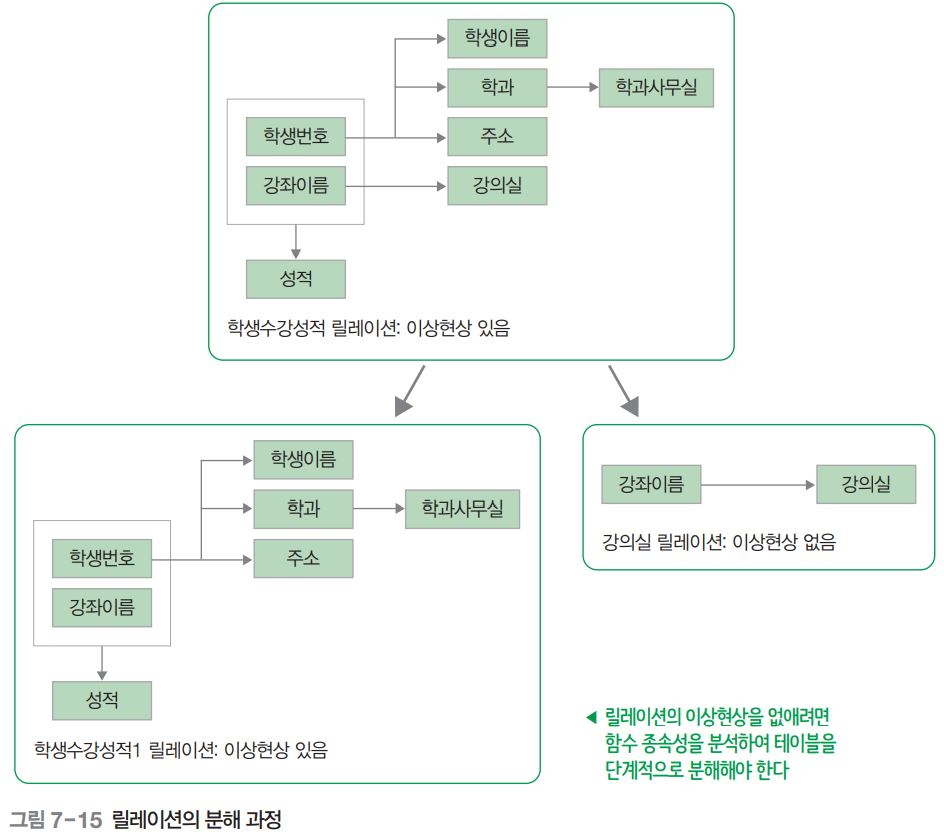 학생이름
학과
학과사무실
학생번호
주소
강좌이름
강의실
성적
학생수강성적 릴레이션: 이상현상 있음
학생이름
학과
학과사무실
학생번호
주소
강좌이름
성적
학생수강성적1 릴레이션: 이상현상 있음
강좌이름
강의실
강의실 릴레이션: 이상현상 없음
◀ 릴레이션의 이상현상을 없애려면
함수 종속성을 분석하여 테이블을
단계적으로 분해해야 한다
그림 7-15 릴레이션의 분해 과정